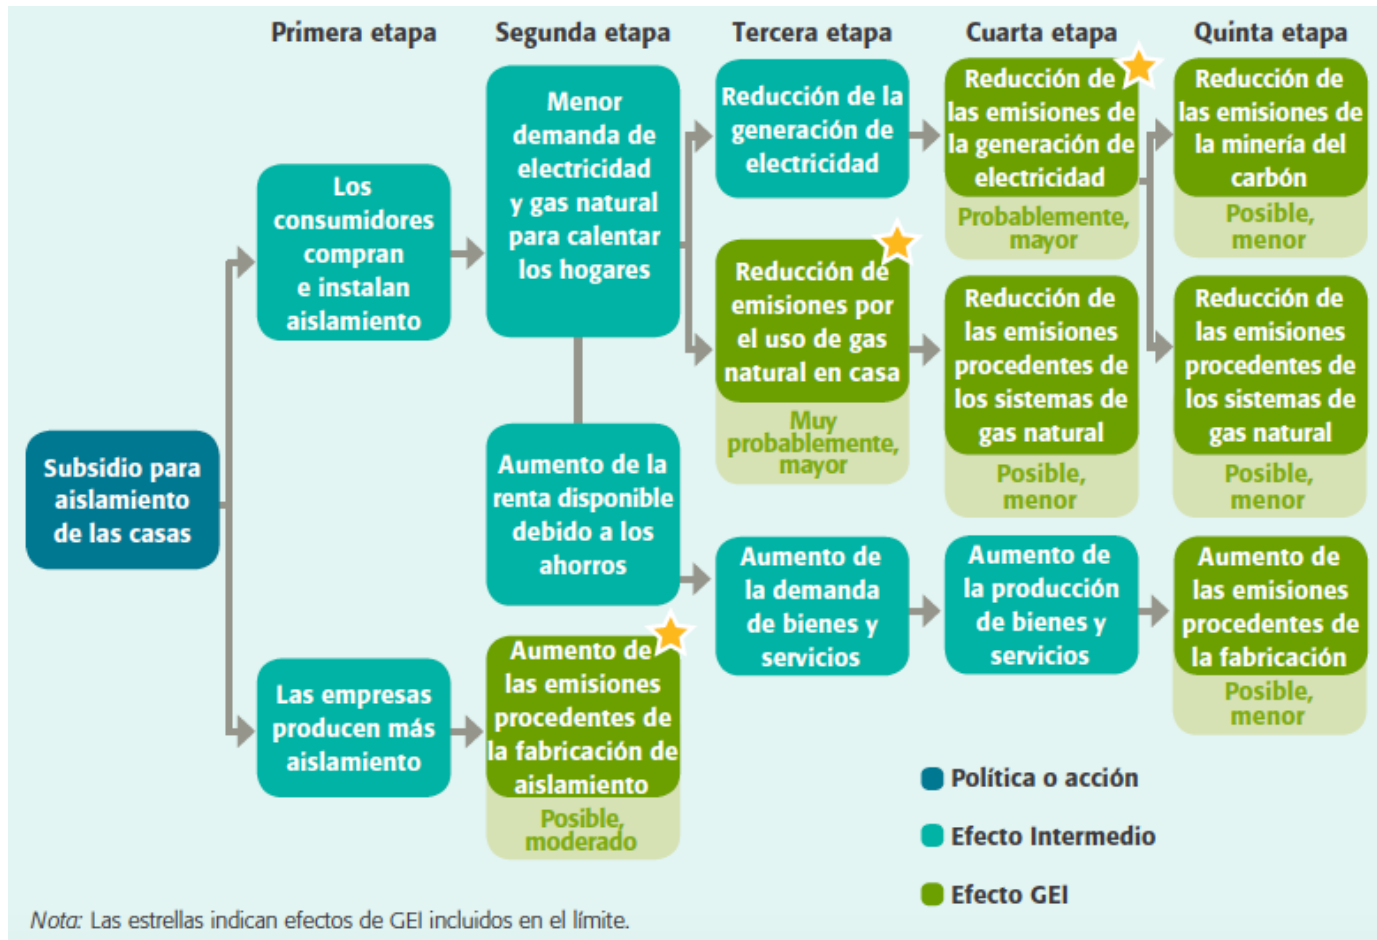 Primera etapa
Segunda etapa
Tercera etapa
Cuarta etapa
Quinta etapa
Subsidio para
aislamiento
de las casas
Los
consumidores
compran
e instalan
aislamiento
Las empresas
producen más
aislamiento
Menor
demanda de
electricidad
y gas natural
para calentar
los hogares
Aumento de la
renta disponible
debido a los
ahorros
Aumento de
las emisiones
procedentes de
la fabricación de
aislamiento
Posible,
moderado
Reducción de la
generación de
electricidad
Reducción de
emisiones por
el uso de gas
natural en casa
Muy
probablemente,
mayor
Aumento de
la demanda
de bienes y
servicios
Reducción de
las emisiones de
la generación de
electricidad
Probablemente,
mayor
Reducción de
las emisiones
procedentes de
los sistemas de
gas natural
Posible,
menor
Aumento de
la producción
de bienes y
servicios
Reducción de
las emisiones de
la minería del
carbón
Posible,
menor
Reducción de
las emisiones
procedentes de
los sistemas de
gas natural
Posible,
menor
Aumento de
las emisiones
procedentes de
la fabricación
Posible,
menor
Política o acción
Efecto Intermedio
Efecto GEI
Nota: Las estrellas indican efectos de GEI incluidos en el límite.